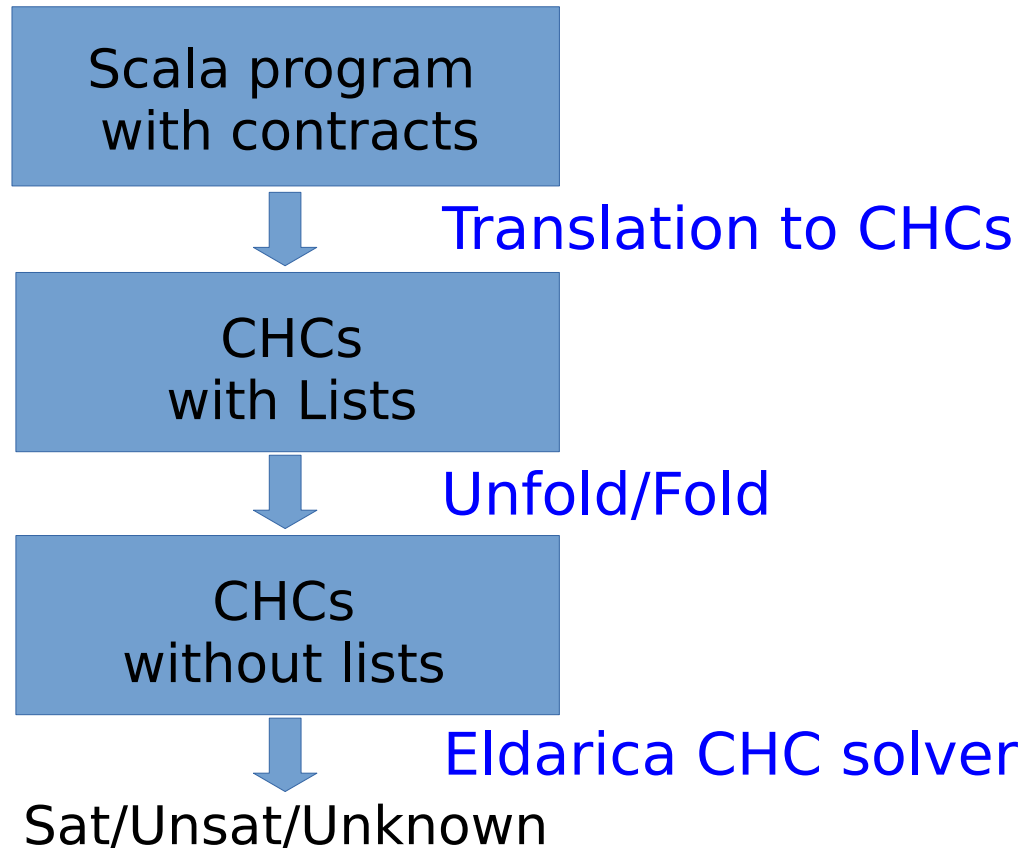 Scala program
with contracts
Translation to CHCs
CHCs
with Lists
Unfold/Fold
CHCs
without lists
Eldarica CHC solver
Sat/Unsat/Unknown